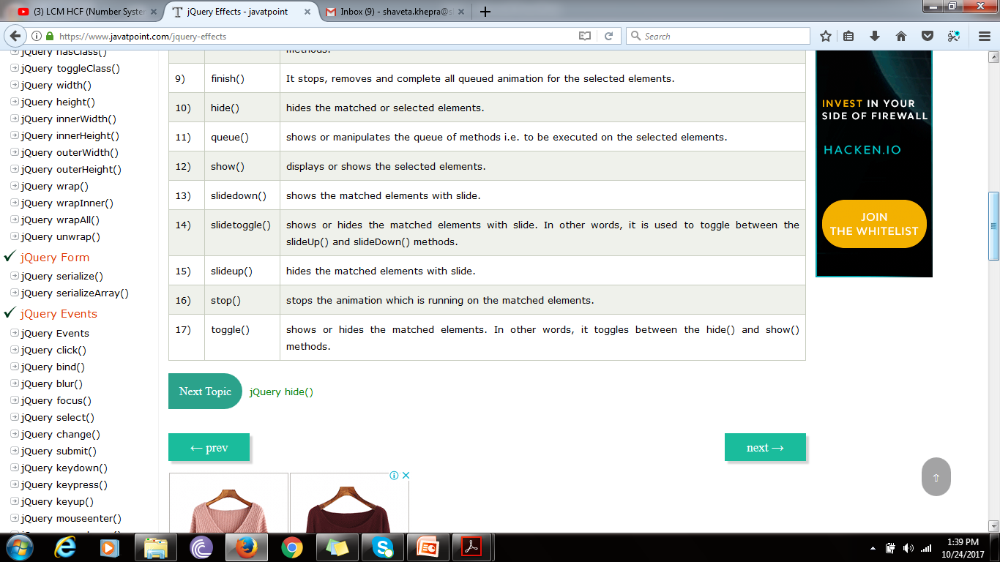 (3) LCM HCF (Number System
jQuery Effects - javatpoint
Inbox (9) - shaveta.khepra@s
https://www.javatpoint.com/jquery-effects
Search
jQuery hasClass()
jQuery toggleClass()
jQuery width()
jQuery height()
jQuery innerWidth()
jQuery innerHeight()
jQuery outerWidth()
jQuery outerHeight()
jQuery wrap()
jQuery wrapInner()
jQuery wrapAll()
jQuery unwrap()
jQuery Form
jQuery serialize()
jQuery serializeArray()
jQuery Events
jQuery Events
jQuery click()
jQuery bind()
jQuery blur()
jQuery focus()
jQuery select()
jQuery change()
jQuery submit()
jQuery keydown()
jQuery keypress()
jQuery keyup()
jQuery mouseenter()
methods.
9) finish() It stops, removes and complete all queued animation for the selected elements.
10) hide() hides the matched or selected elements.
11) queue() shows or manipulates the queue of methods i.e. to be executed on the selected elements.
12) show() displays or shows the selected elements.
13) slidedown() shows the matched elements with slide.
14) slidetoggle() shows or hides the matched elements with slide. In other words, it is used to toggle between the
slideUp() and slideDown() methods.
15) slideup() hides the matched elements with slide.
16) stop() stops the animation which is running on the matched elements.
17) toggle() shows or hides the matched elements. In other words, it toggles between the hide() and show()
methods.
Next Topic jQuery hide()
← prev
next →
INVEST IN YOUR
SIDE OF FIREWALL
HACKEN.IO
JOIN
THE WHITELIST
1:39 PM
10/24/2017